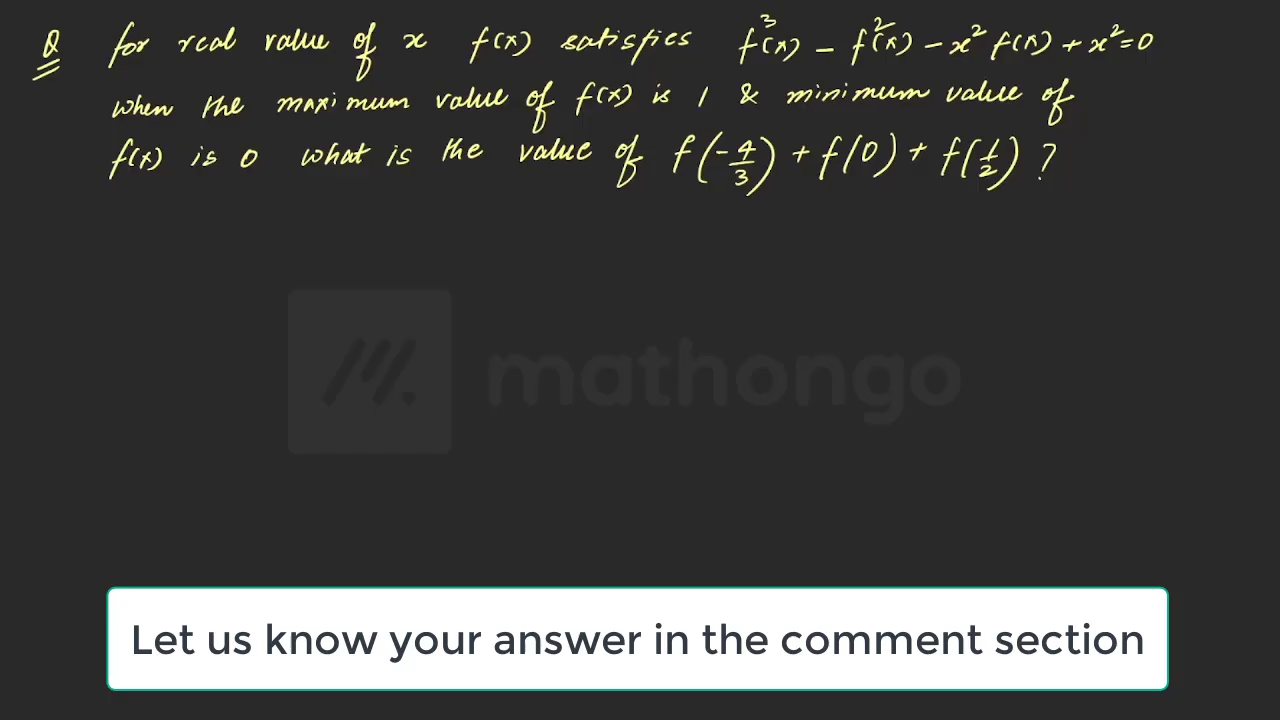 Q for real value of x f(x) satisfies f³(x) - f²(x) - x² f(x) + x² = 0
when the maximum value of f(x) is 1 & minimum value of
f(x) is 0 what is the value of f(-4/3) + f(0) + f(1/2) ?
mathongo
Let us know your answer in the comment section